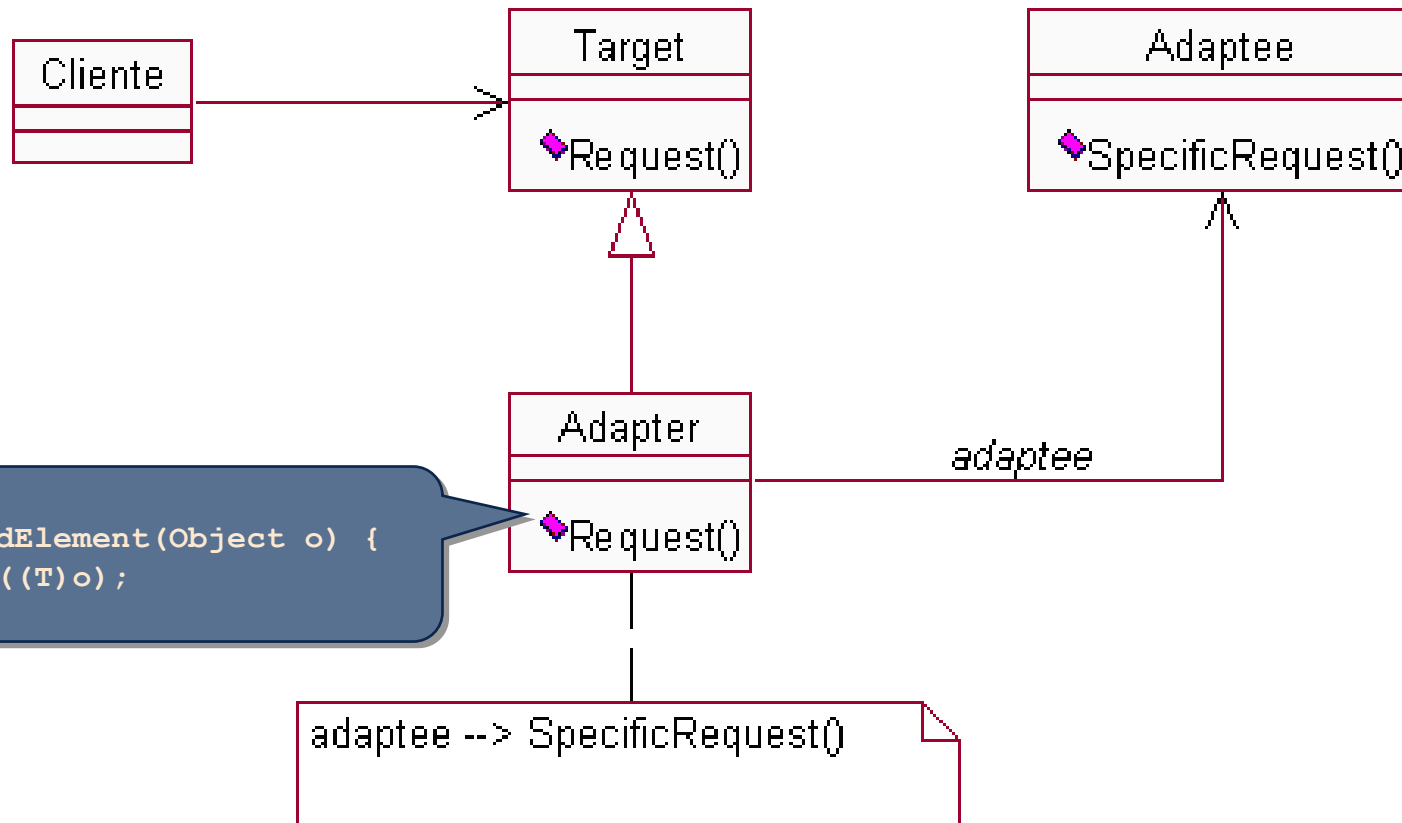 Cliente
Target
Request()
Adaptee
SpecificRequest()
Adapter
Request()
adaptee
dElement(Object o) {
((T)o);
adaptee --> SpecificRequest()